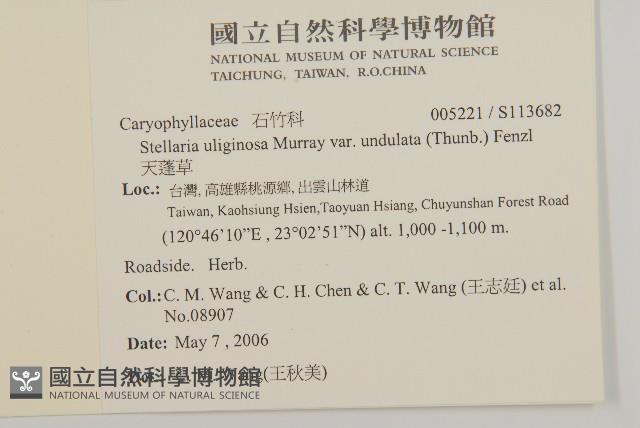 國立自然科學博物館
NATIONAL MUSEUM OF NATURAL SCIENCE
TAICHUNG, TAIWAN, R.O.CHINA
Caryophyllaceae 石竹科 005221 / S113682
Stellaria uliginosa Murray var. undulata (Thunb.) Fenzl
天蓬草
Loc.: 台灣, 高雄縣桃源鄉, 出雲山林道
Taiwan, Kaohsiung Hsien,Taoyuan Hsiang, Chuyunshan Forest Road
(120°46’10”E , 23°02’51”N) alt. 1,000 -1,100 m.
Roadside. Herb.
Col.: C. M. Wang & C. H. Chen & C. T. Wang (王志廷) et al.
No.08907
Date: May 7 , 2006
(王秋美)
國立自然科學博物館
NATIONAL MUSEUM OF NATURAL SCIENCE